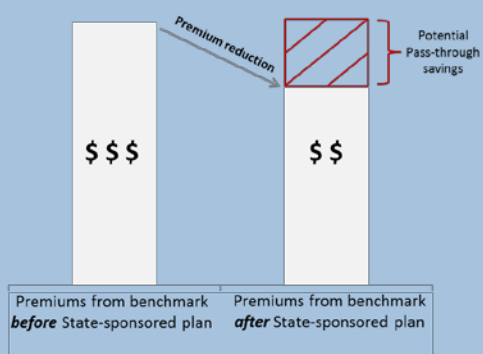 Premium reduction
Potential
Pass-through
savings
$ $ $
$ $
Premiums from benchmark
before State-sponsored plan
Premiums from benchmark
after State-sponsored plan